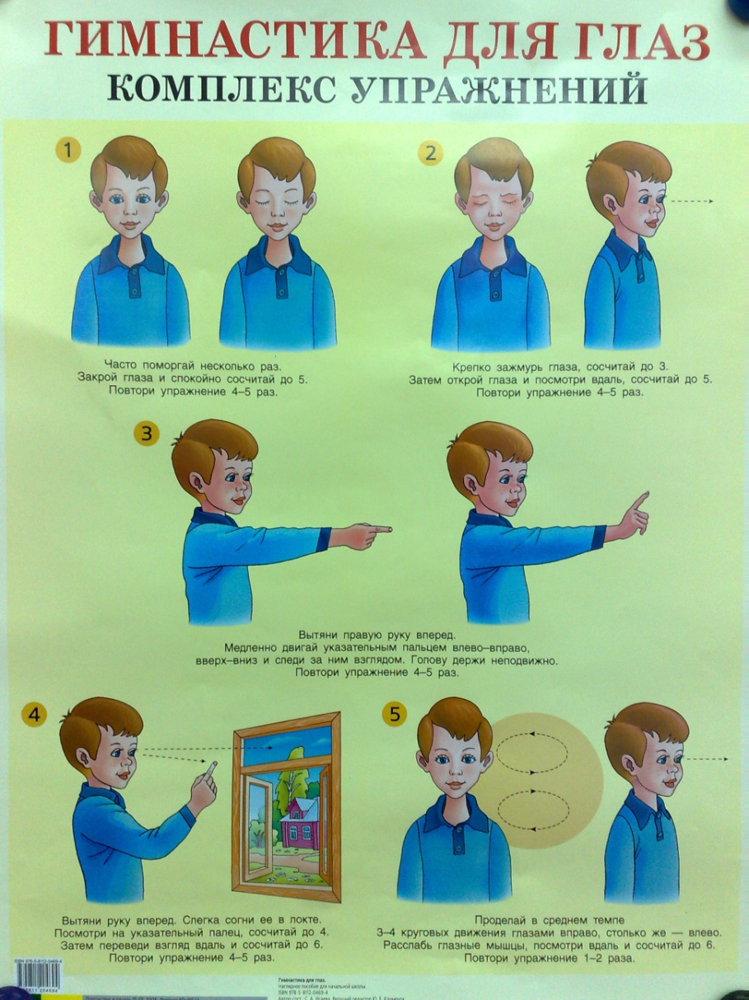 ГИМНАСТИКА ДЛЯ ГЛАЗ
КОМПЛЕКС УПРАЖНЕНИЙ
1
Часто поморгай несколько раз.
Закрой глаза и спокойно сосчитай до 5.
Повтори упражнение 4–5 раз.
2
Крепко зажмурь глаза, сосчитай до 3.
Затем открой глаза и посмотри вдаль, сосчитай до 5.
Повтори упражнение 4–5 раз.
3
Вытяни правую руку вперед.
Медленно двигай указательным пальцем влево–вправо,
вверх–вниз и следи за ним взглядом. Голову держи неподвижно.
Повтори упражнение 4–5 раз.
4
Вытяни руку вперед. Слегка согни ее в локте.
Посмотри на указательный палец, сосчитай до 4.
Затем переведи взгляд вдаль и сосчитай до 6.
Повтори упражнение 4–5 раз.
5
Проделай в среднем темпе
3–4 круговых движения глазами вправо, столько же — влево.
Расслабь глазные мышцы, посмотри вдаль и сосчитай до 6.
Повтори упражнение 1–2 раза.
ISBN 978-5-8112-0469-4
Гимнастика для глаз.
Наглядное пособие для начальной школы
ISBN 978-5-8112-0469-4